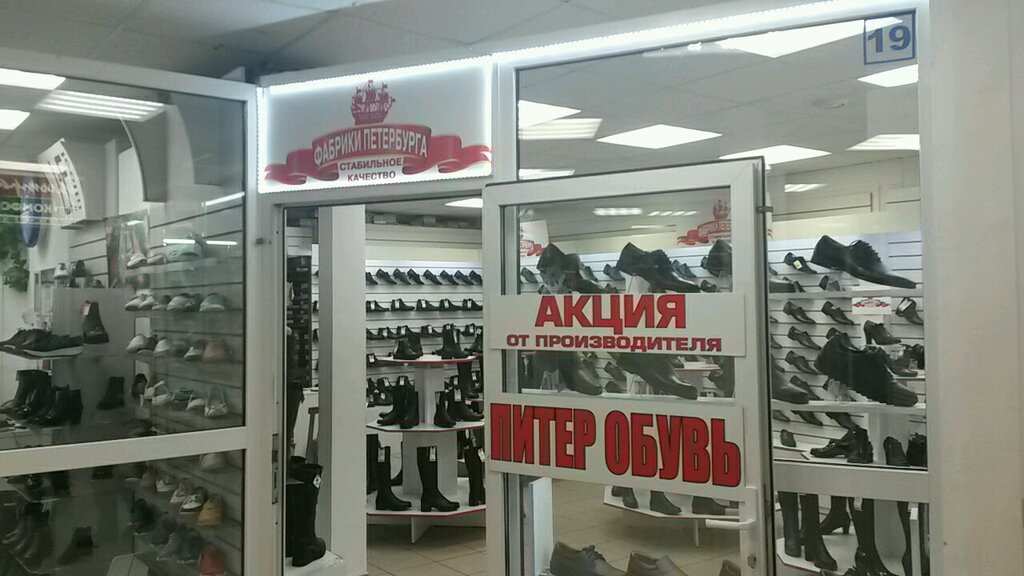 19
ФАБРИКИ ПЕТЕРБУРГА
СТАБИЛЬНОЕ
КАЧЕСТВО
АКЦИЯ
ОТ ПРОИЗВОДИТЕЛЯ
ПИТЕР ОБУВЬ